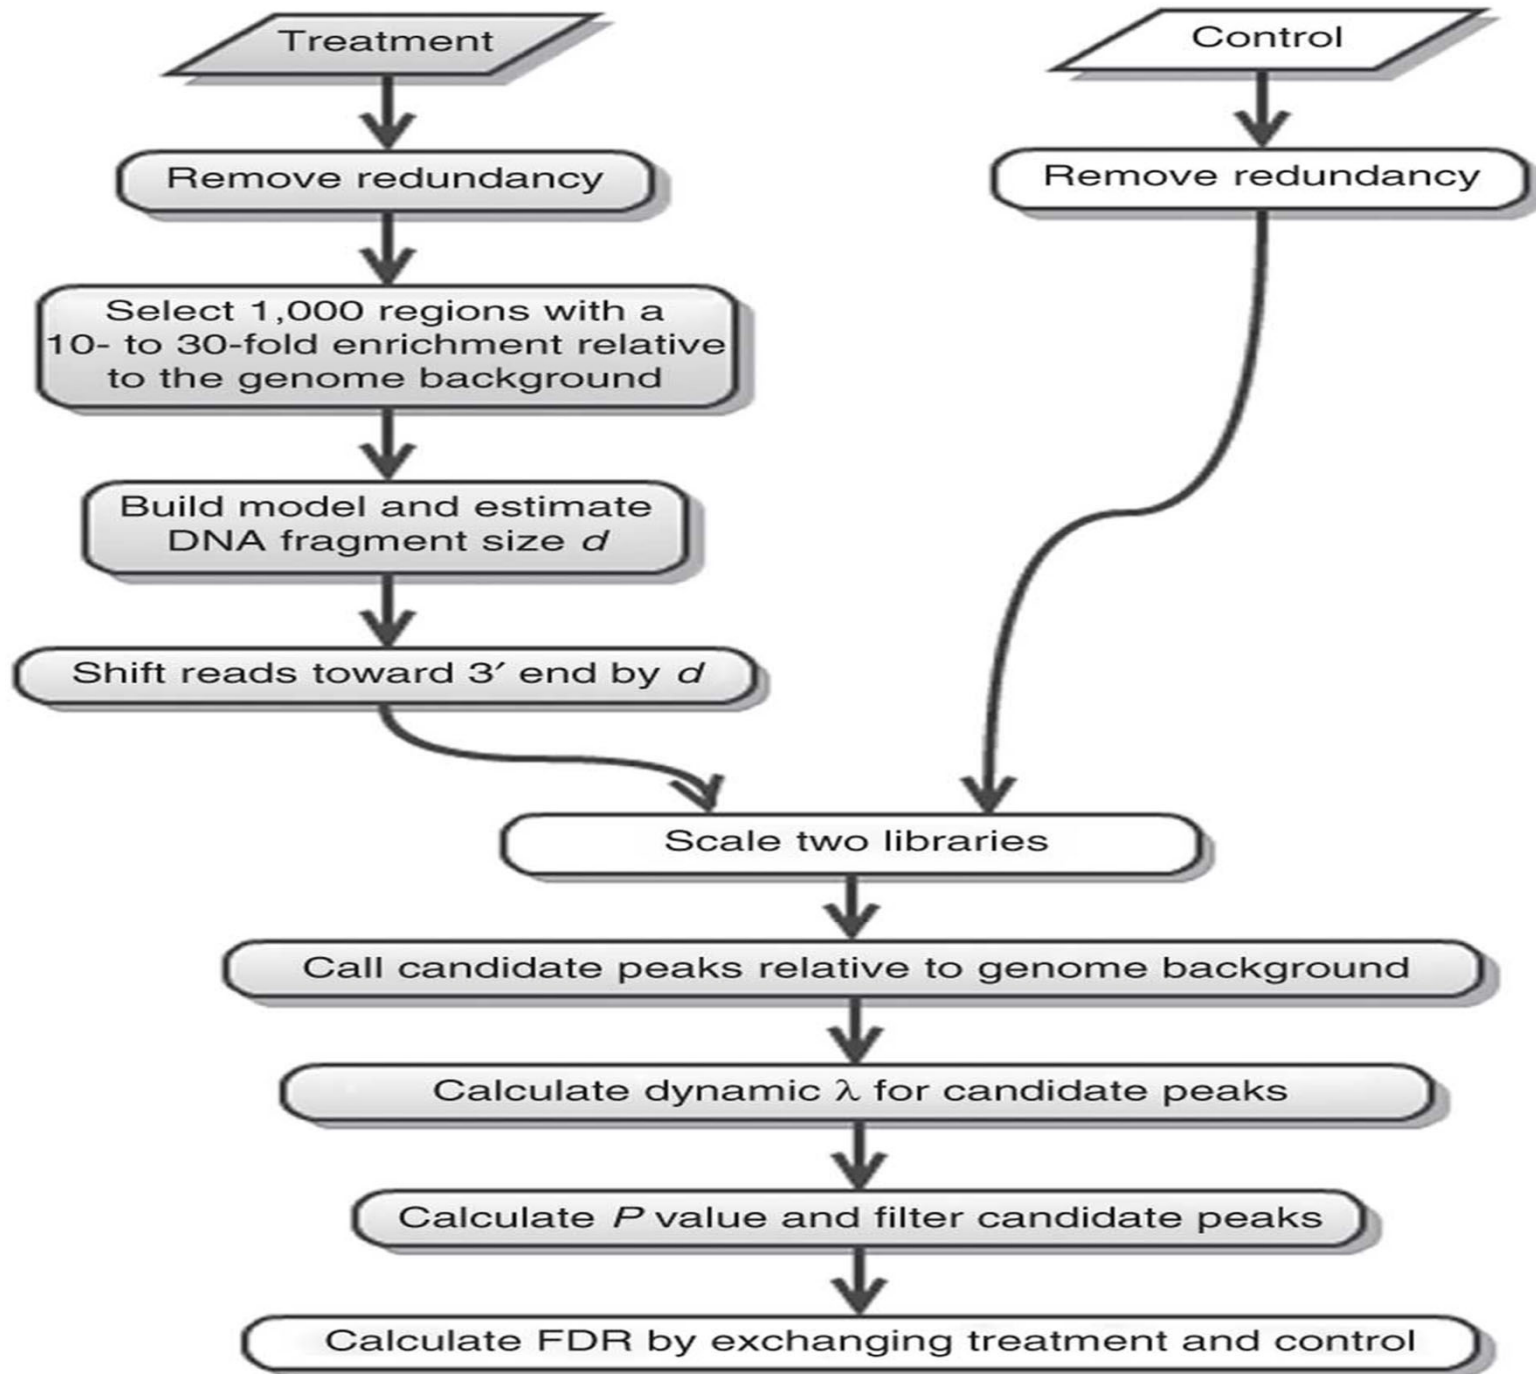 Treatment
Control
Remove redundancy
Remove redundancy
Select 1,000 regions with a
10- to 30-fold enrichment relative
to the genome background
Build model and estimate
DNA fragment size d
Shift reads toward 3′ end by d
Scale two libraries
Call candidate peaks relative to genome background
Calculate dynamic λ for candidate peaks
Calculate P value and filter candidate peaks
Calculate FDR by exchanging treatment and control